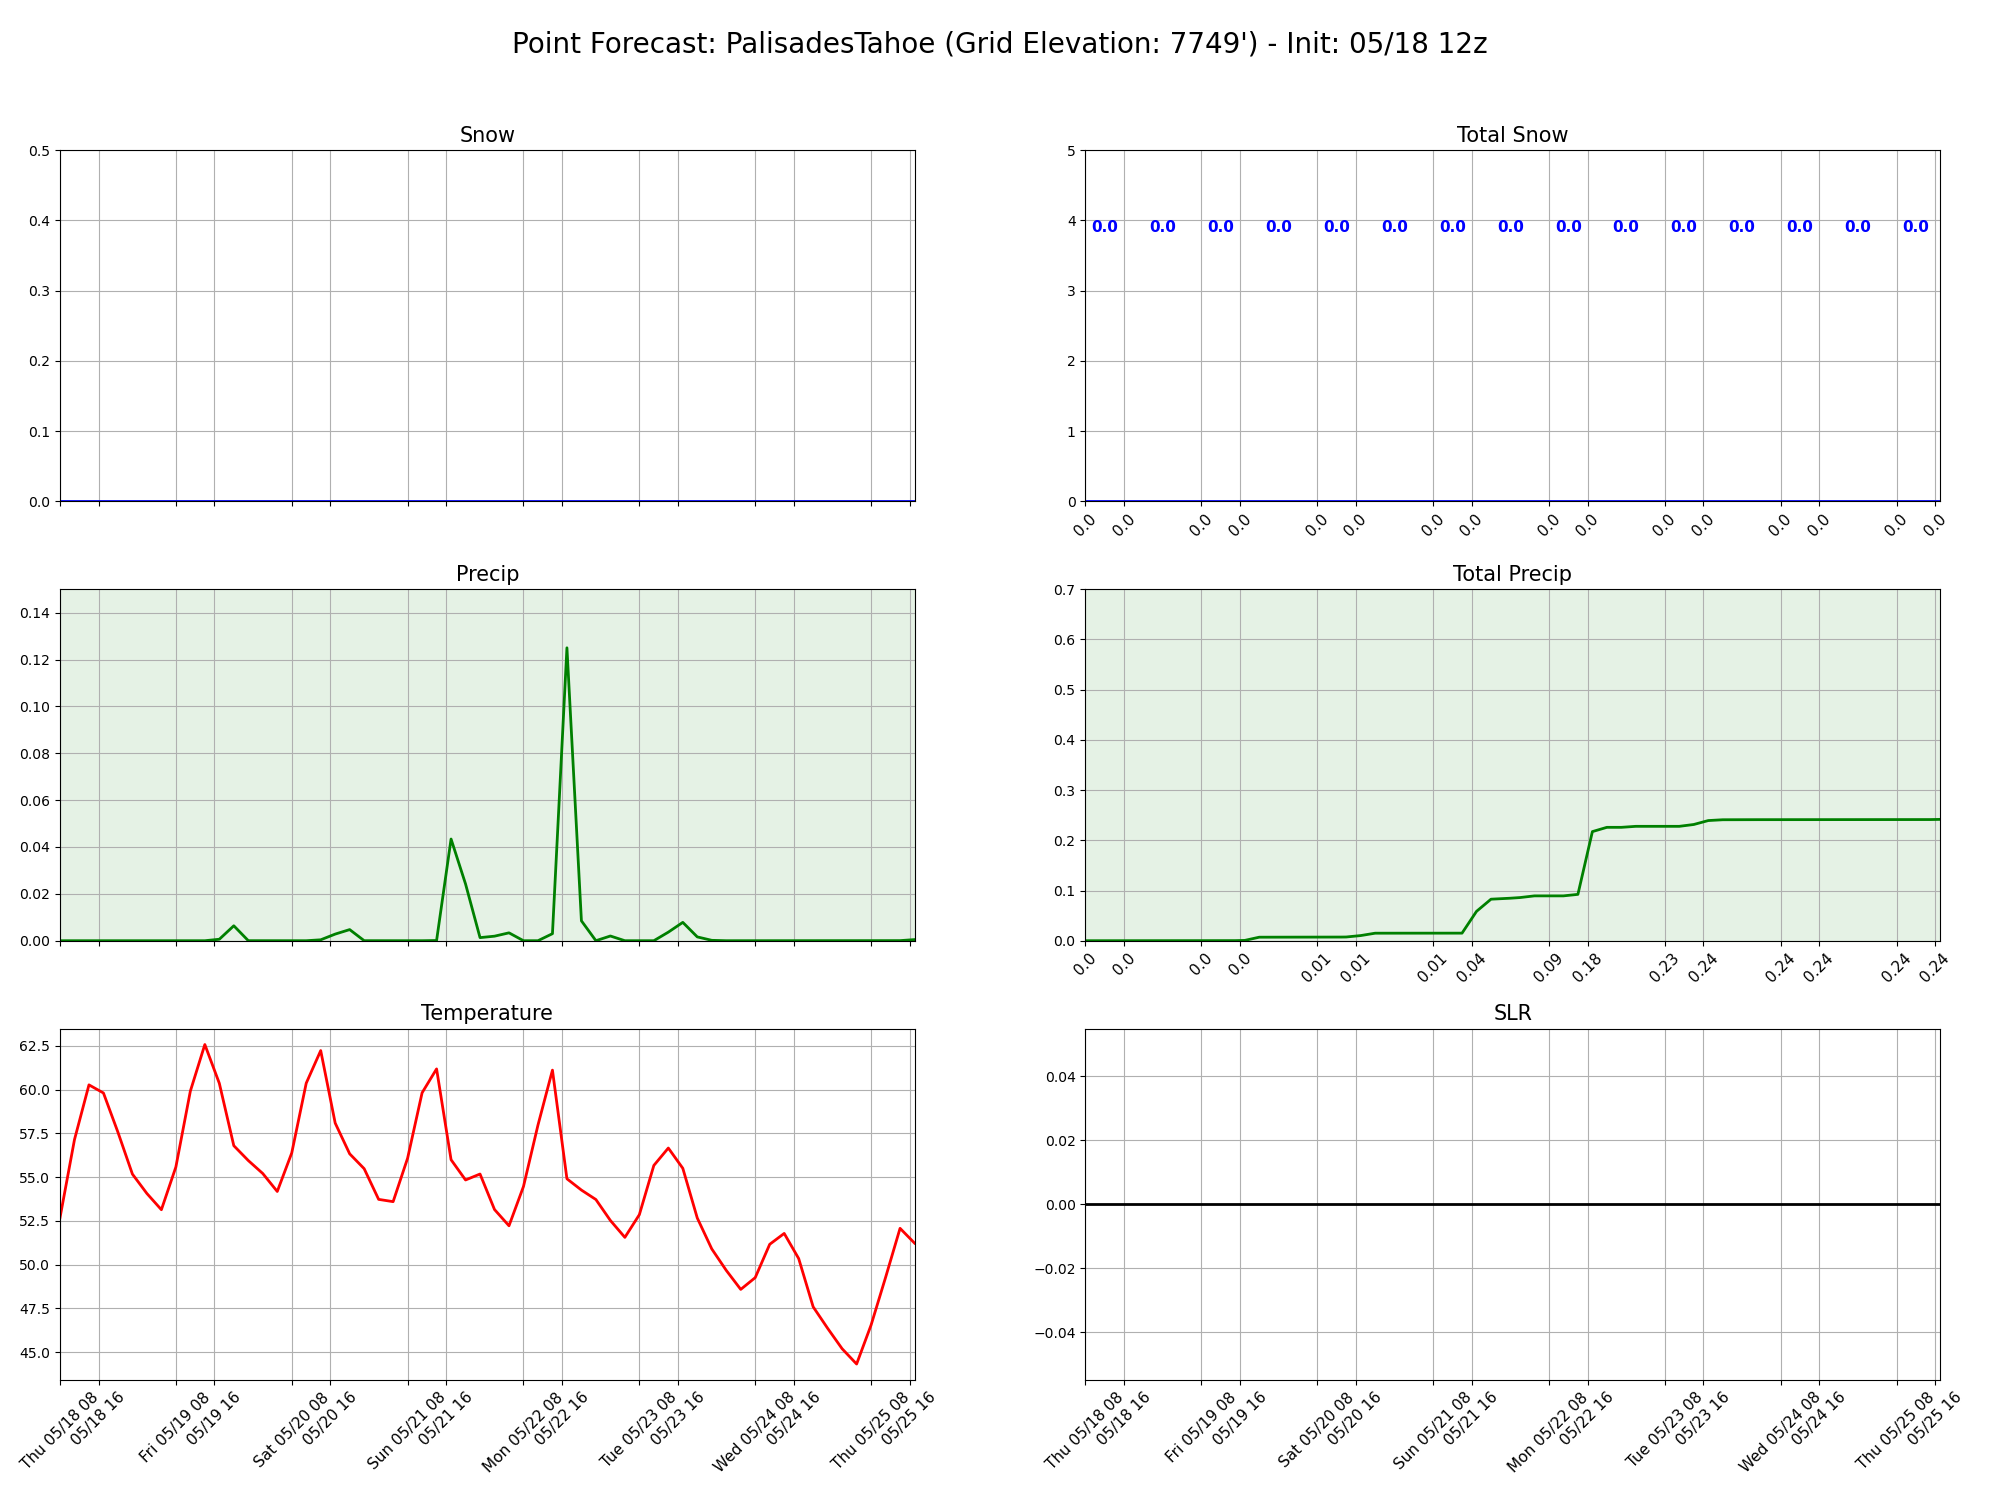 Point Forecast: PalisadesTahoe (Grid Elevation: 7749') - Init: 05/18 12z
Snow
0.5
0.4
0.3
0.2
0.1
0.0
Total Snow
5
4
3
2
1
0
0.0 0.0 0.0 0.0 0.0 0.0 0.0 0.0 0.0 0.0 0.0 0.0 0.0 0.0 0.0
0.0 0.0 0.0 0.0 0.0 0.0 0.0 0.0 0.0 0.0 0.0 0.0 0.0 0.0 0.0 0.0
Precip
0.14
0.12
0.10
0.08
0.06
0.04
0.02
0.00
Total Precip
0.7
0.6
0.5
0.4
0.3
0.2
0.1
0.0
0.0 0.0 0.0 0.0 0.01 0.01 0.01 0.04 0.09 0.18 0.23 0.24 0.24 0.24 0.24 0.24
Temperature
62.5
60.0
57.5
55.0
52.5
50.0
47.5
45.0
Thu 05/18 08
05/18 16
Fri 05/19 08
05/19 16
Sat 05/20 08
05/20 16
Sun 05/21 08
05/21 16
Mon 05/22 08
05/22 16
Tue 05/23 08
05/23 16
Wed 05/24 08
05/24 16
Thu 05/25 08
05/25 16
SLR
0.04
0.02
0.00
−0.02
−0.04
Thu 05/18 08
05/18 16
Fri 05/19 08
05/19 16
Sat 05/20 08
05/20 16
Sun 05/21 08
05/21 16
Mon 05/22 08
05/22 16
Tue 05/23 08
05/23 16
Wed 05/24 08
05/24 16
Thu 05/25 08
05/25 16